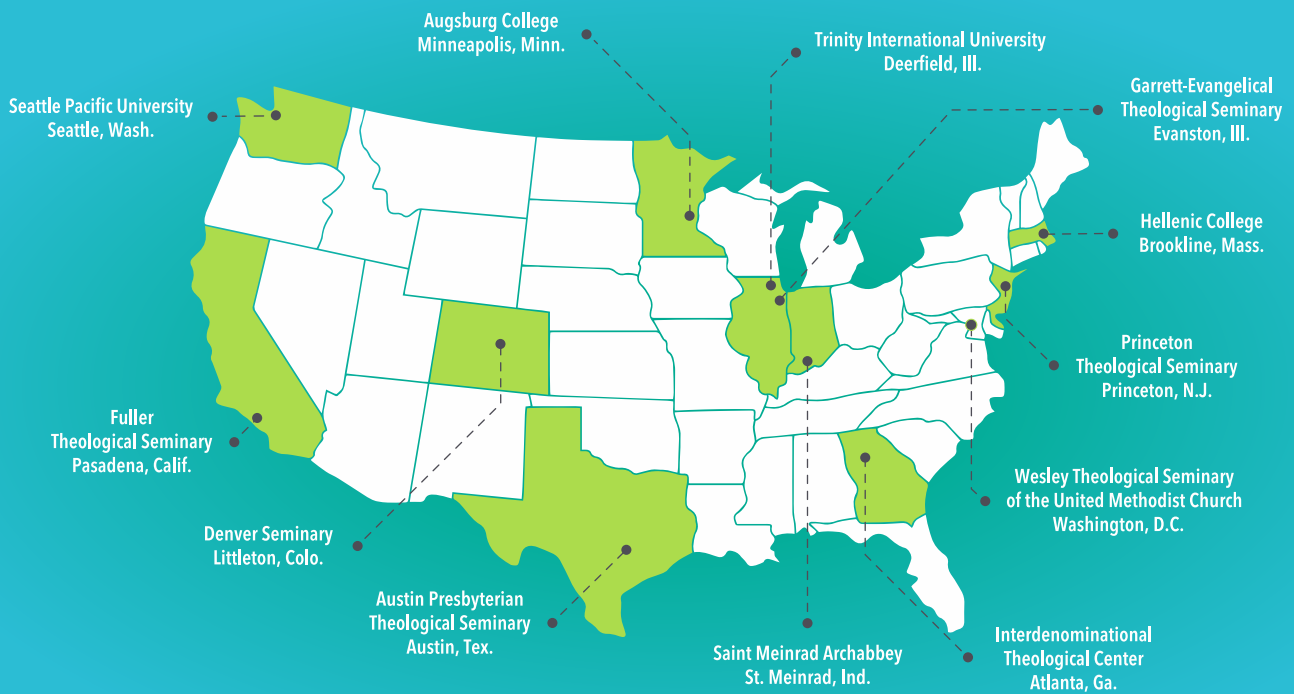 Augsburg College
Minneapolis, Minn.
Trinity International University
Deerfield, Ill.
Garrett-Evangelical
Theological Seminary
Evanston, Ill.
Seattle Pacific University
Seattle, Wash.
Hellenic College
Brookline, Mass.
Princeton
Theological Seminary
Princeton, N.J.
Fuller
Theological Seminary
Pasadena, Calif.
Wesley Theological Seminary
of the United Methodist Church
Washington, D.C.
Denver Seminary
Littleton, Colo.
Austin Presbyterian
Theological Seminary
Austin, Tex.
Saint Meinrad Archabbey
St. Meinrad, Ind.
Interdenominational
Theological Center
Atlanta, Ga.